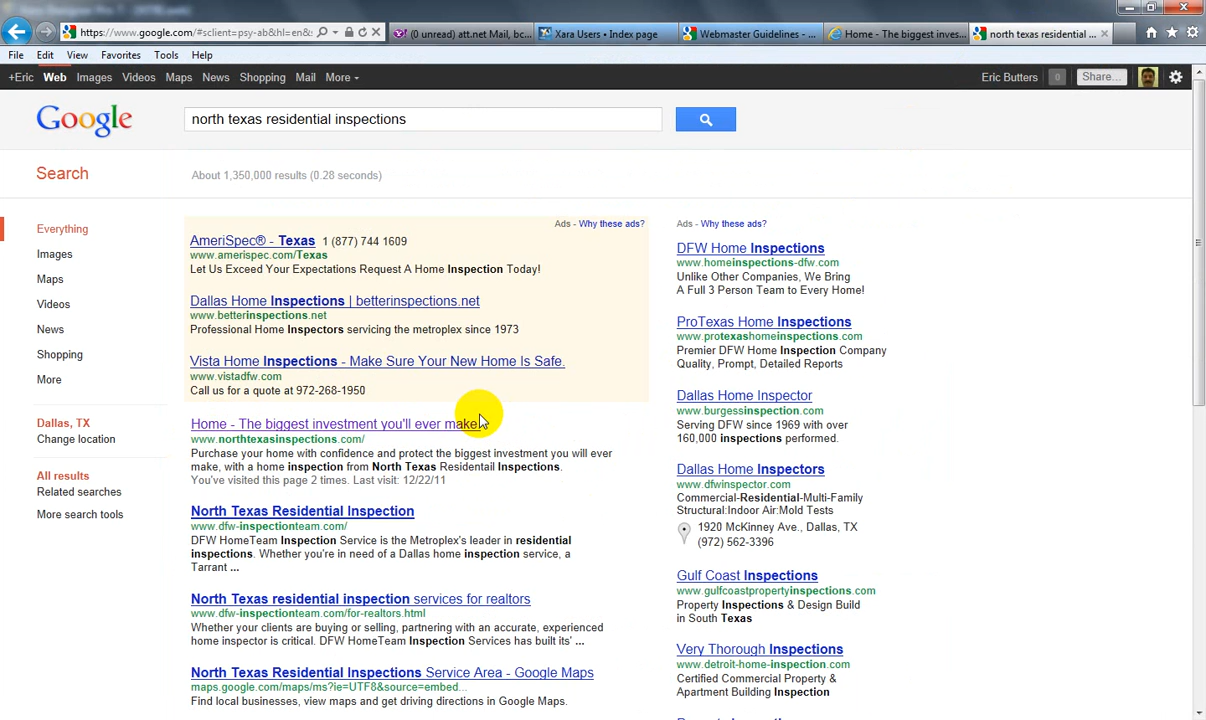 https://www.google.com/#sclient=psy-ab&hl=en&s
(0 unread) att.net Mail, bc...
Xara Users • Index page
Webmaster Guidelines - ...
Home - The biggest inves...
north texas residential ...
File Edit View Favorites Tools Help
+Eric Web Images Videos Maps News Shopping Mail More
Eric Butters 0 Share...
Google
north texas residential inspections
Search
About 1,350,000 results (0.28 seconds)
Everything
Images
Maps
Videos
News
Shopping
More
Dallas, TX
Change location
All results
Related searches
More search tools
Ads - Why these ads?
AmeriSpec® - Texas 1 (877) 744 1609
www.amerispec.com/Texas
Let Us Exceed Your Expectations Request A Home Inspection Today!
Dallas Home Inspections | betterinspections.net
www.betterinspections.net
Professional Home Inspectors servicing the metroplex since 1973
Vista Home Inspections - Make Sure Your New Home Is Safe.
www.vistadfw.com
Call us for a quote at 972-268-1950
Home - The biggest investment you'll ever make.
www.northtexasinspections.com/
Purchase your home with confidence and protect the biggest investment you will ever
make, with a home inspection from North Texas Residentail Inspections.
You've visited this page 2 times. Last visit: 12/22/11
North Texas Residential Inspection
www.dfw-inspectionteam.com/
DFW HomeTeam Inspection Service is the Metroplex's leader in residential
inspections. Whether you're in need of a Dallas home inspection service, a
Tarrant ...
North Texas residential inspection services for realtors
www.dfw-inspectionteam.com/for-realtors.html
Whether your clients are buying or selling, partnering with an accurate, experienced
home inspector is critical. DFW HomeTeam Inspection Services has built its' ...
North Texas Residential Inspections Service Area - Google Maps
maps.google.com/maps/ms?ie=UTF8&source=embed...
Find local businesses, view maps and get driving directions in Google Maps.
Ads - Why these ads?
DFW Home Inspections
www.homeinspections-dfw.com
Unlike Other Companies, We Bring
A Full 3 Person Team to Every Home!
ProTexas Home Inspections
www.protexashomeinspections.com
Premier DFW Home Inspection Company
Quality, Prompt, Detailed Reports
Dallas Home Inspector
www.burgessinspection.com
Serving DFW since 1969 with over
160,000 inspections performed.
Dallas Home Inspectors
www.dfwinspector.com
Commercial-Residential-Multi-Family
Structural:Indoor Air:Mold Tests
1920 McKinney Ave., Dallas, TX
(972) 562-3396
Gulf Coast Inspections
www.gulfcoastpropertyinspections.com
Property Inspections & Design Build
in South Texas
Very Thorough Inspections
www.detroit-home-inspection.com
Certified Commercial Property &
Apartment Building Inspection